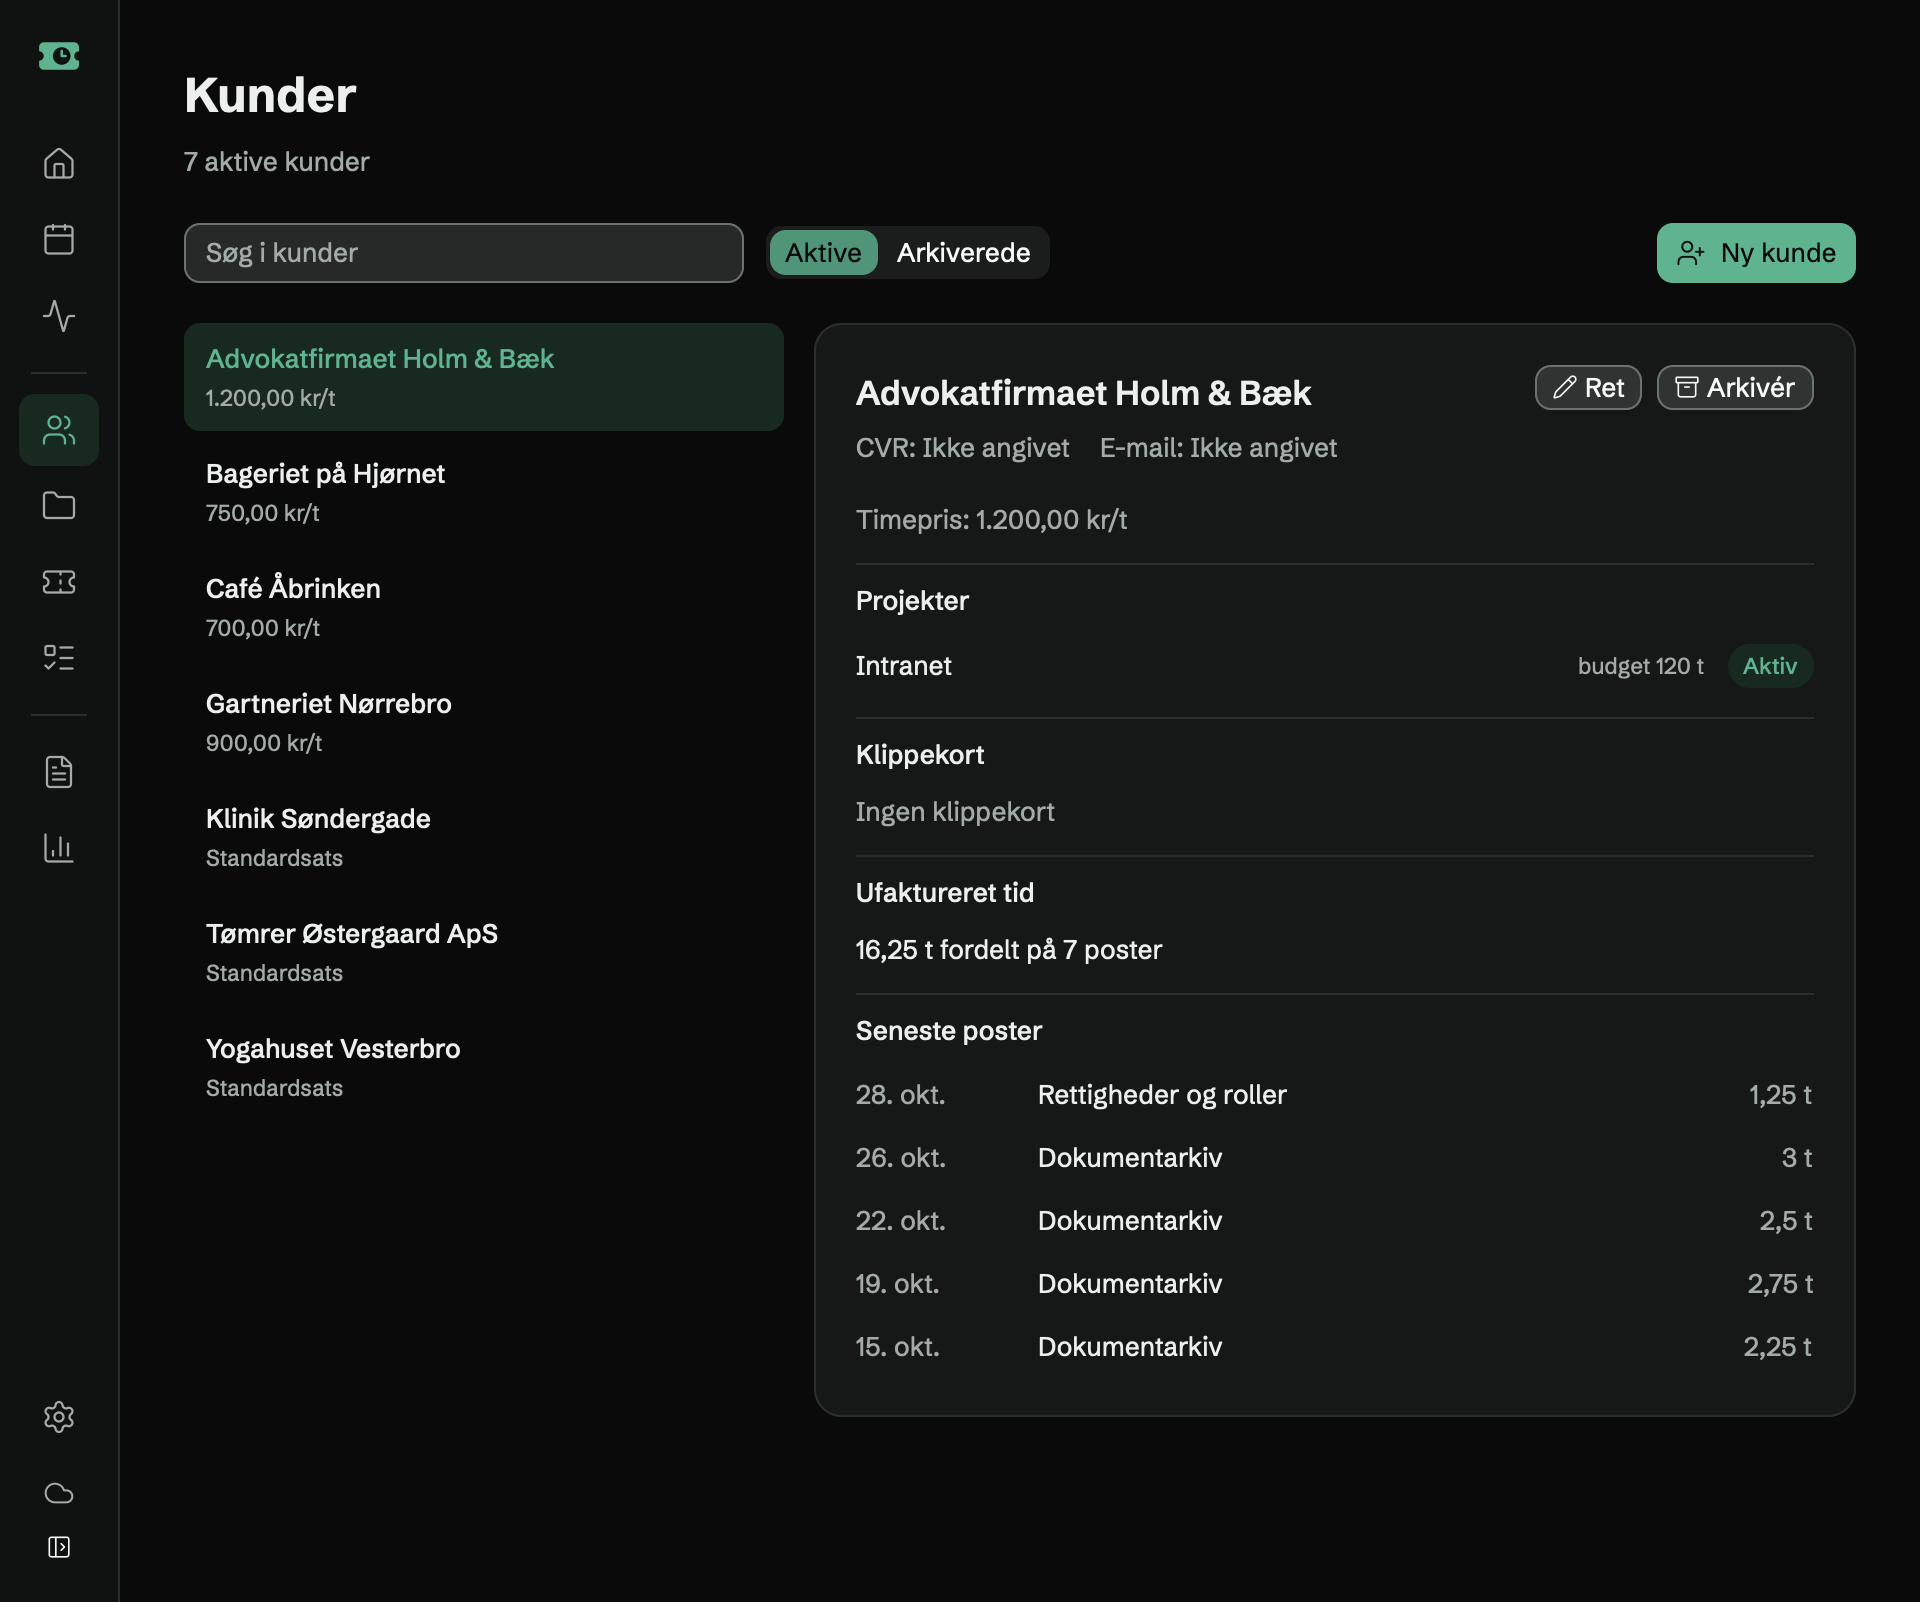 Kunder
7 aktive kunder
Søg i kunder
Aktive
Arkiverede
Ny kunde
Advokatfirmaet Holm & Bæk
1.200,00 kr/t
Bageriet på Hjørnet
750,00 kr/t
Café Åbrinken
700,00 kr/t
Gartneriet Nørrebro
900,00 kr/t
Klinik Søndergade
Standardsats
Tømrer Østergaard ApS
Standardsats
Yogahuset Vesterbro
Standardsats
Advokatfirmaet Holm & Bæk
Ret
Arkivér
CVR: Ikke angivet E-mail: Ikke angivet
Timepris: 1.200,00 kr/t
Projekter
Intranet budget 120 t Aktiv
Klippekort
Ingen klippekort
Ufaktureret tid
16,25 t fordelt på 7 poster
Seneste poster
28. okt. Rettigheder og roller 1,25 t
26. okt. Dokumentarkiv 3 t
22. okt. Dokumentarkiv 2,5 t
19. okt. Dokumentarkiv 2,75 t
15. okt. Dokumentarkiv 2,25 t